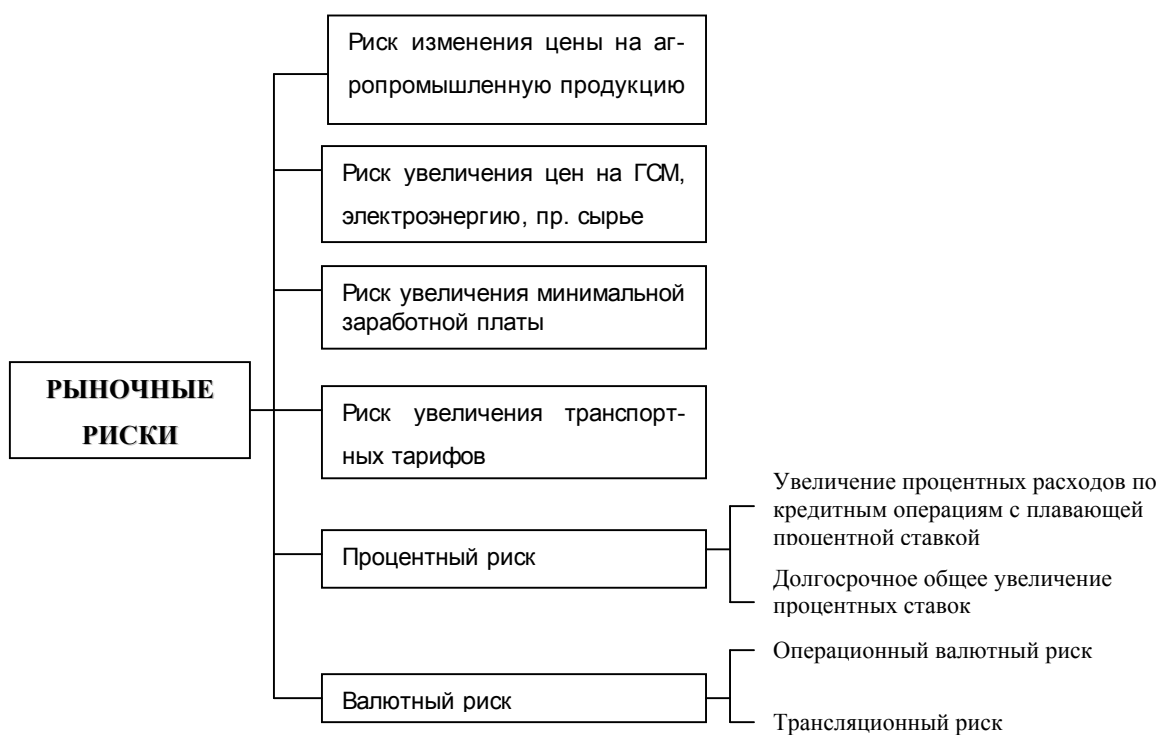 Риск изменения цены на аг-
ропромышленную продукцию
Риск увеличения цен на ГСМ,
электроэнергию, пр. сырье
Риск увеличения минимальной
заработной платы
РЫНОЧНЫЕ
РИСКИ
Риск увеличения транспорт-
ных тарифов
Процентный риск
Увеличение процентных расходов по
кредитным операциям с плавающей
процентной ставкой
Долгосрочное общее увеличение
процентных ставок
Валютный риск
Операционный валютный риск
Трансляционный риск